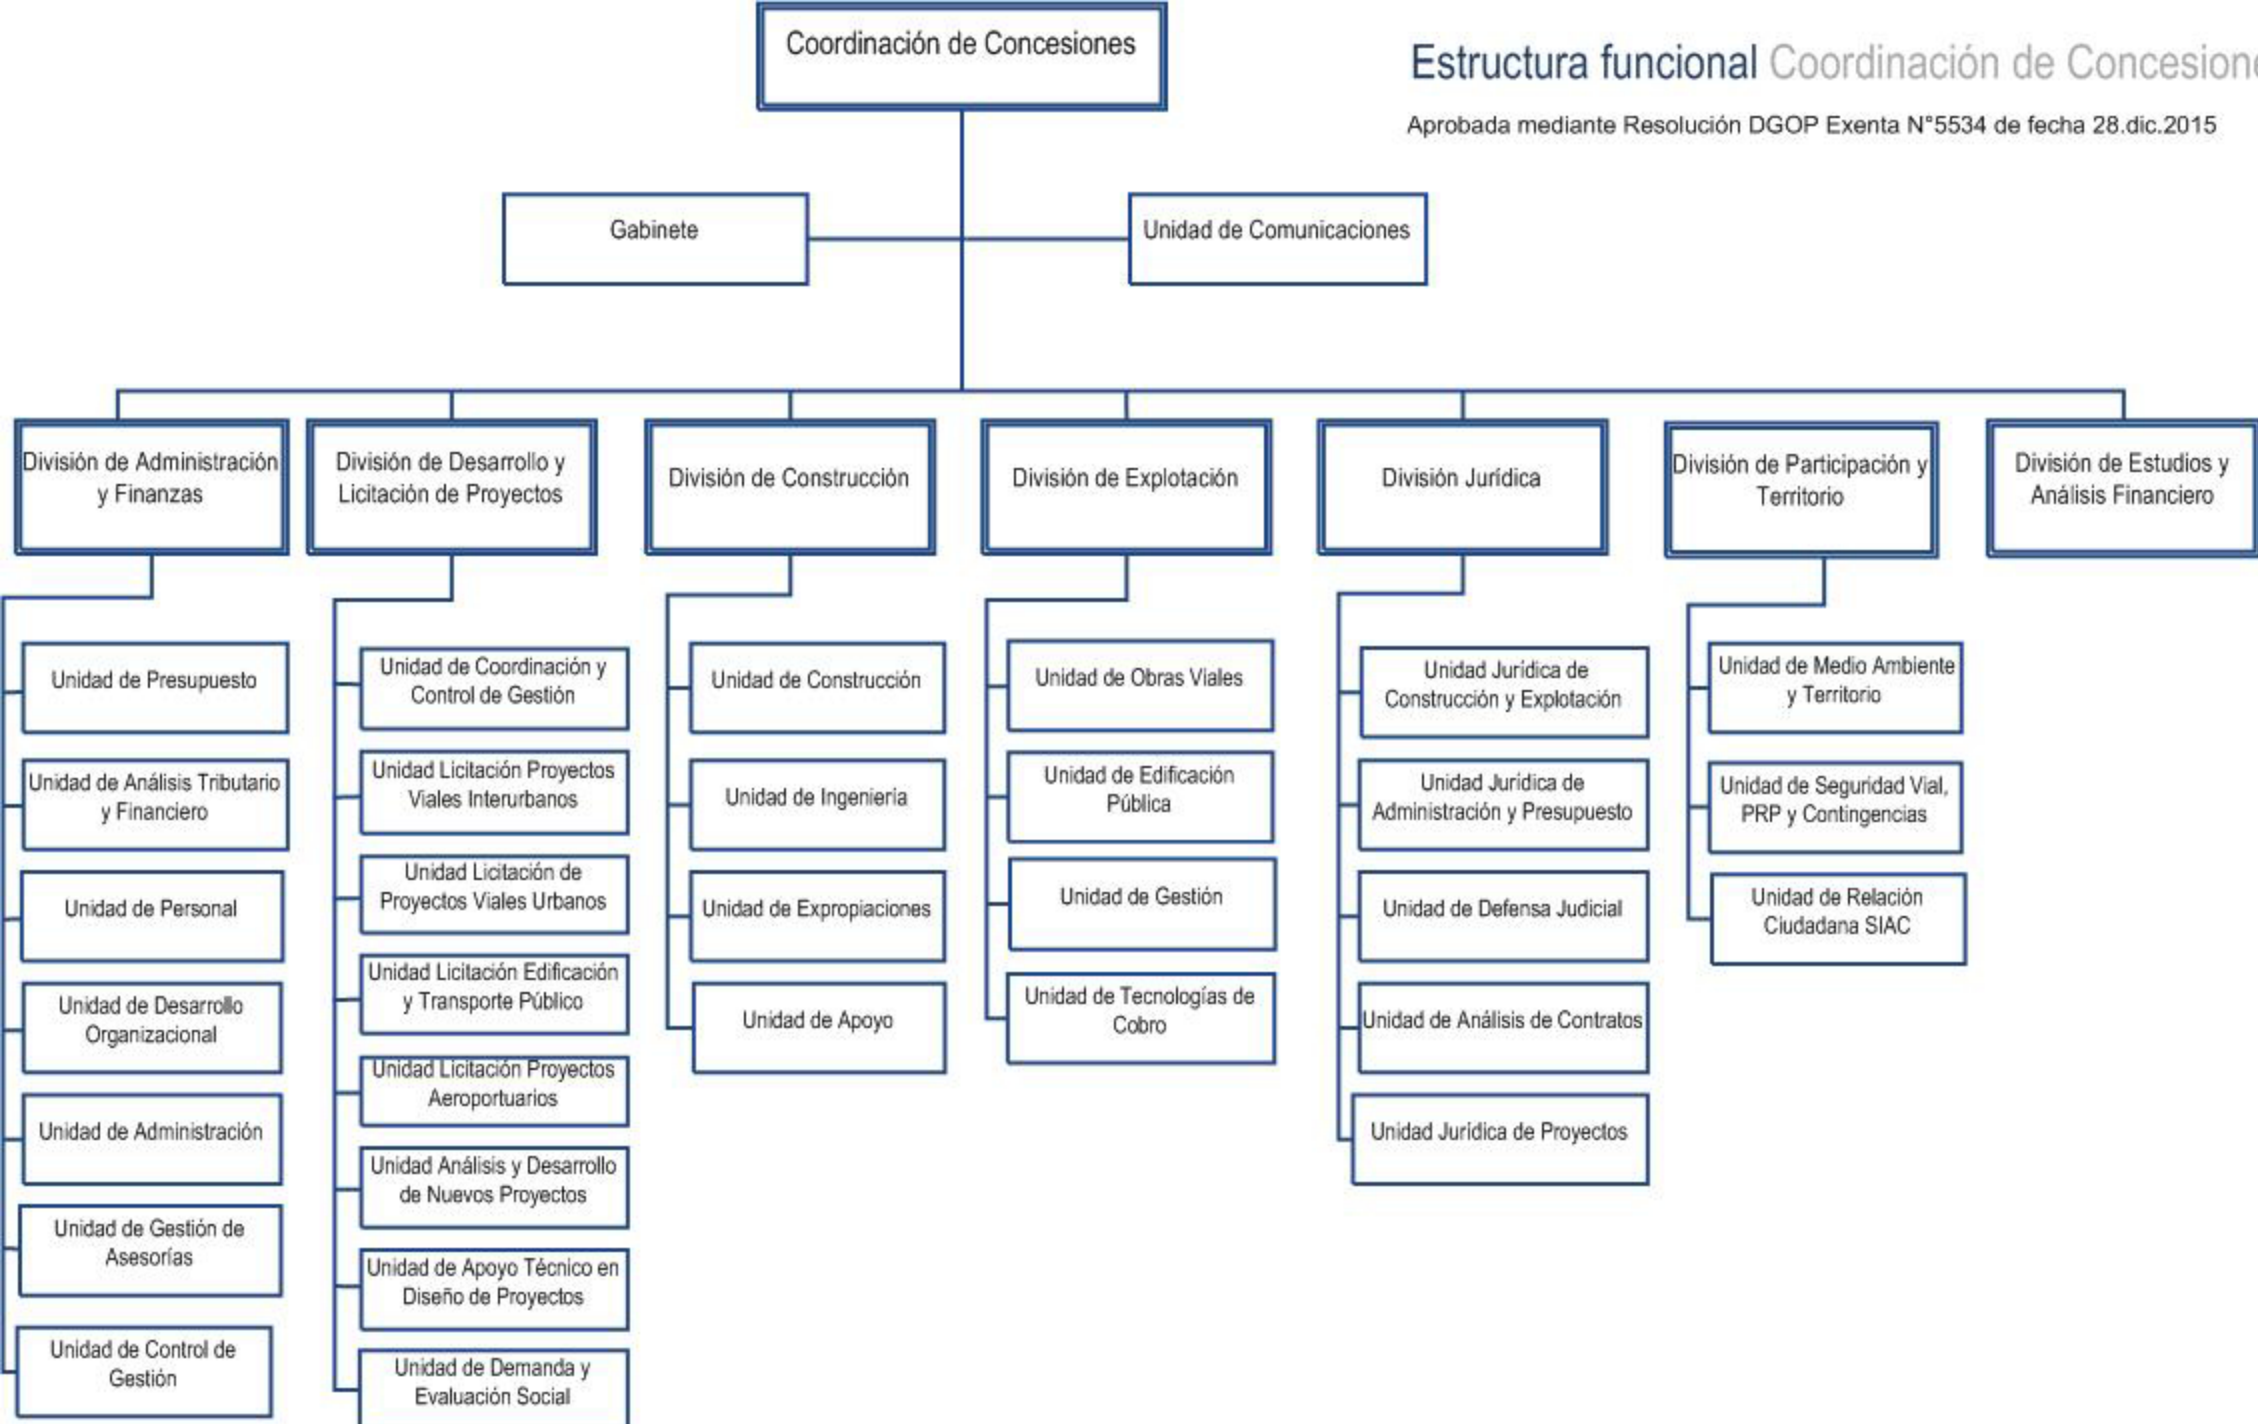 Coordinación de Concesiones
Estructura funcional Coordinación de Concesione
Aprobada mediante Resolución DGOP Exenta N°5534 de fecha 28.dic.2015
Gabinete
Unidad de Comunicaciones
División de Administración
y Finanzas
División de Desarrollo y
Licitación de Proyectos
División de Construcción
División de Explotación
División Jurídica
División de Participación y
Territorio
División de Estudios y
Análisis Financiero
Unidad de Presupuesto
Unidad de Análisis Tributario
y Financiero
Unidad de Personal
Unidad de Desarrollo
Organizacional
Unidad de Administración
Unidad de Gestión de
Asesorías
Unidad de Control de
Gestión
Unidad de Coordinación y
Control de Gestión
Unidad Licitación Proyectos
Viales Interurbanos
Unidad Licitación de
Proyectos Viales Urbanos
Unidad Licitación Edificación
y Transporte Público
Unidad Licitación Proyectos
Aeroportuarios
Unidad Análisis y Desarrollo
de Nuevos Proyectos
Unidad de Apoyo Técnico en
Diseño de Proyectos
Unidad de Demanda y
Evaluación Social
Unidad de Construcción
Unidad de Ingeniería
Unidad de Expropiaciones
Unidad de Apoyo
Unidad de Obras Viales
Unidad de Edificación
Pública
Unidad de Gestión
Unidad de Tecnologías de
Cobro
Unidad Jurídica de
Construcción y Explotación
Unidad Jurídica de
Administración y Presupuesto
Unidad de Defensa Judicial
Unidad de Análisis de Contratos
Unidad Jurídica de Proyectos
Unidad de Medio Ambiente
y Territorio
Unidad de Seguridad Vial,
PRP y Contingencias
Unidad de Relación
Ciudadana SIAC